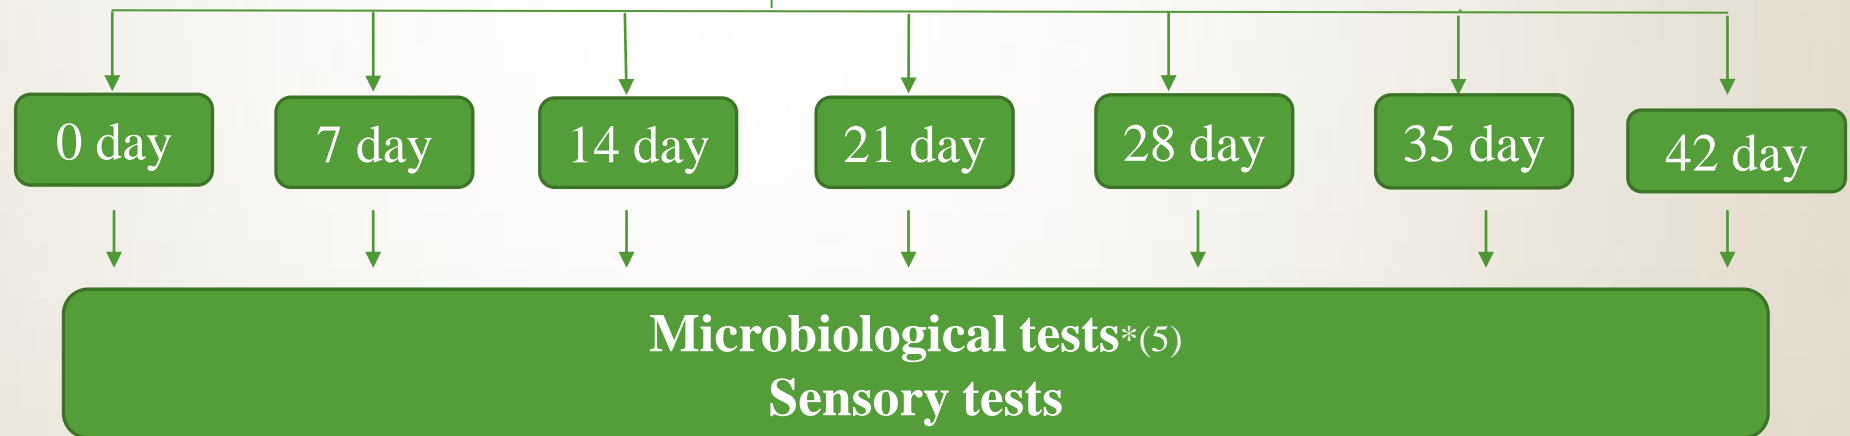 0 day
7 day
14 day
21 day
28 day
35 day
42 day
Microbiological tests*(5)
Sensory tests